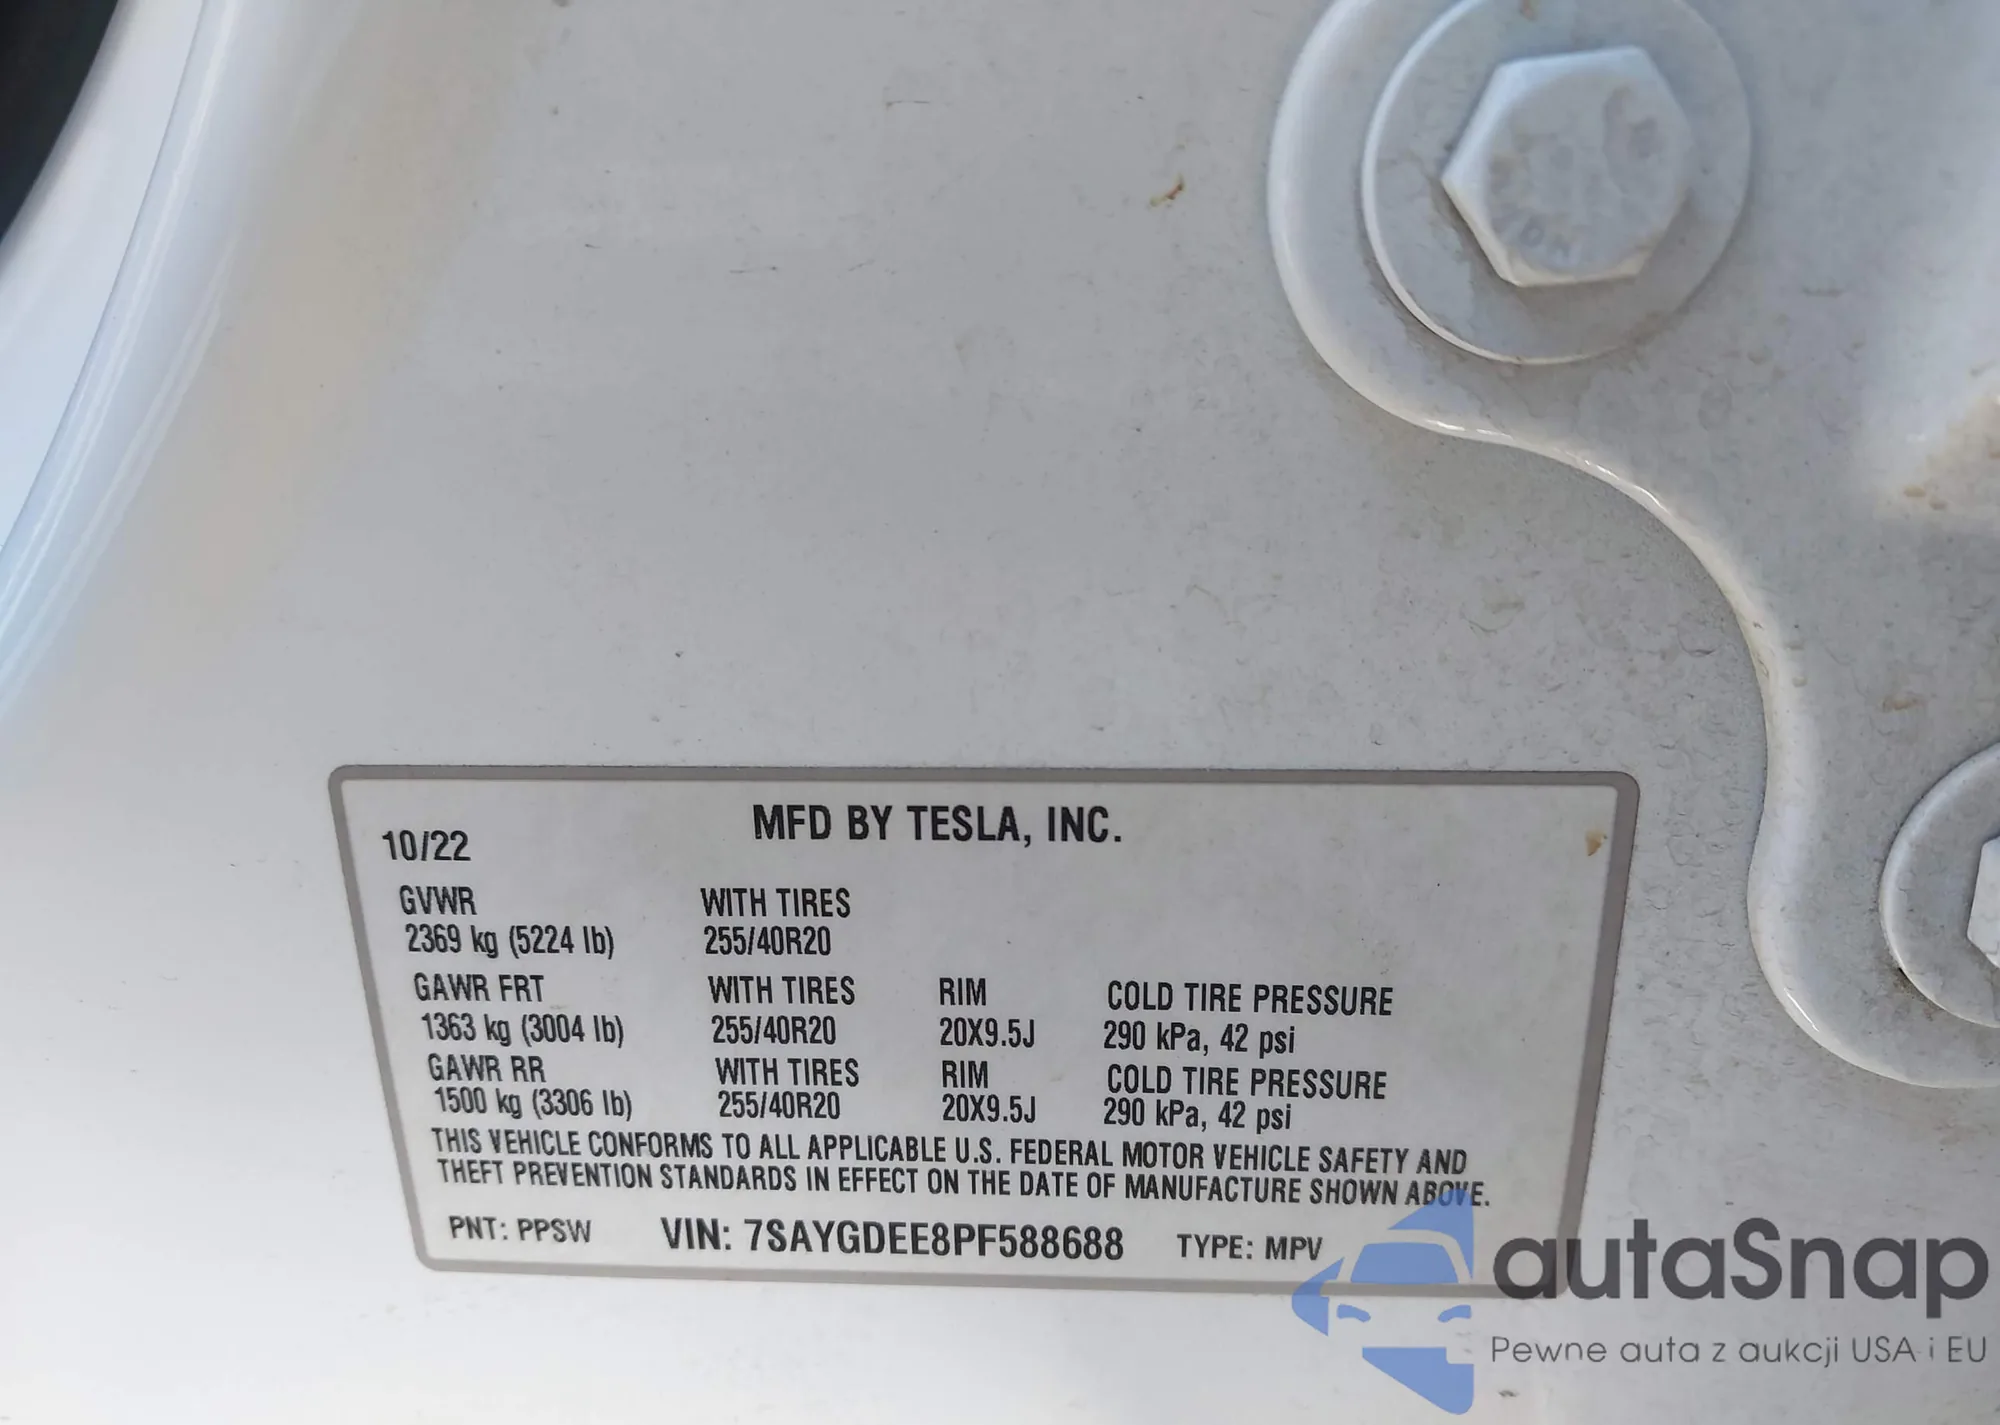 10/22 MFD BY TESLA, INC.
GVWR WITH TIRES
2369 kg (5224 lb) 255/40R20
GAWR FRT WITH TIRES RIM COLD TIRE PRESSURE
1363 kg (3004 lb) 255/40R20 20X9.5J 290 kPa, 42 psi
GAWR RR WITH TIRES RIM COLD TIRE PRESSURE
1500 kg (3306 lb) 255/40R20 20X9.5J 290 kPa, 42 psi
THIS VEHICLE CONFORMS TO ALL APPLICABLE U.S. FEDERAL MOTOR VEHICLE SAFETY AND
THEFT PREVENTION STANDARDS IN EFFECT ON THE DATE OF MANUFACTURE SHOWN ABOVE.
PNT: PPSW VIN: 7SAYGDEE8PF588688 TYPE: MPV
autaSnap
Pewne auta z aukcji USA i EU